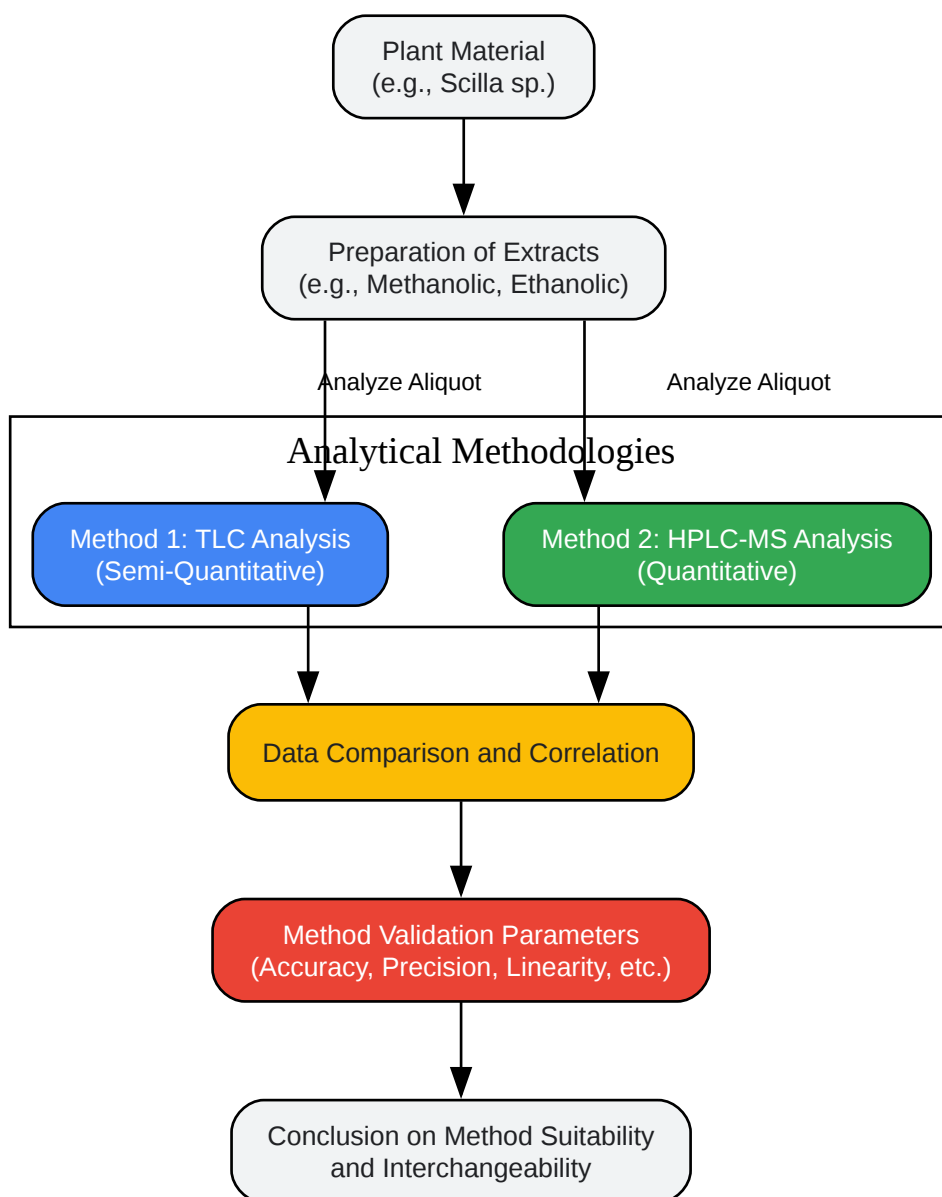 Plant Material
(e.g., Scilla sp.)
Preparation of Extracts
(e.g., Methanolic, Ethanolic)
Analyze Aliquot
Analyze Aliquot
Analytical Methodologies
Method 1: TLC Analysis
(Semi-Quantitative)
Method 2: HPLC-MS Analysis
(Quantitative)
Data Comparison and Correlation
Method Validation Parameters
(Accuracy, Precision, Linearity, etc.)
Conclusion on Method Suitability
and Interchangeability